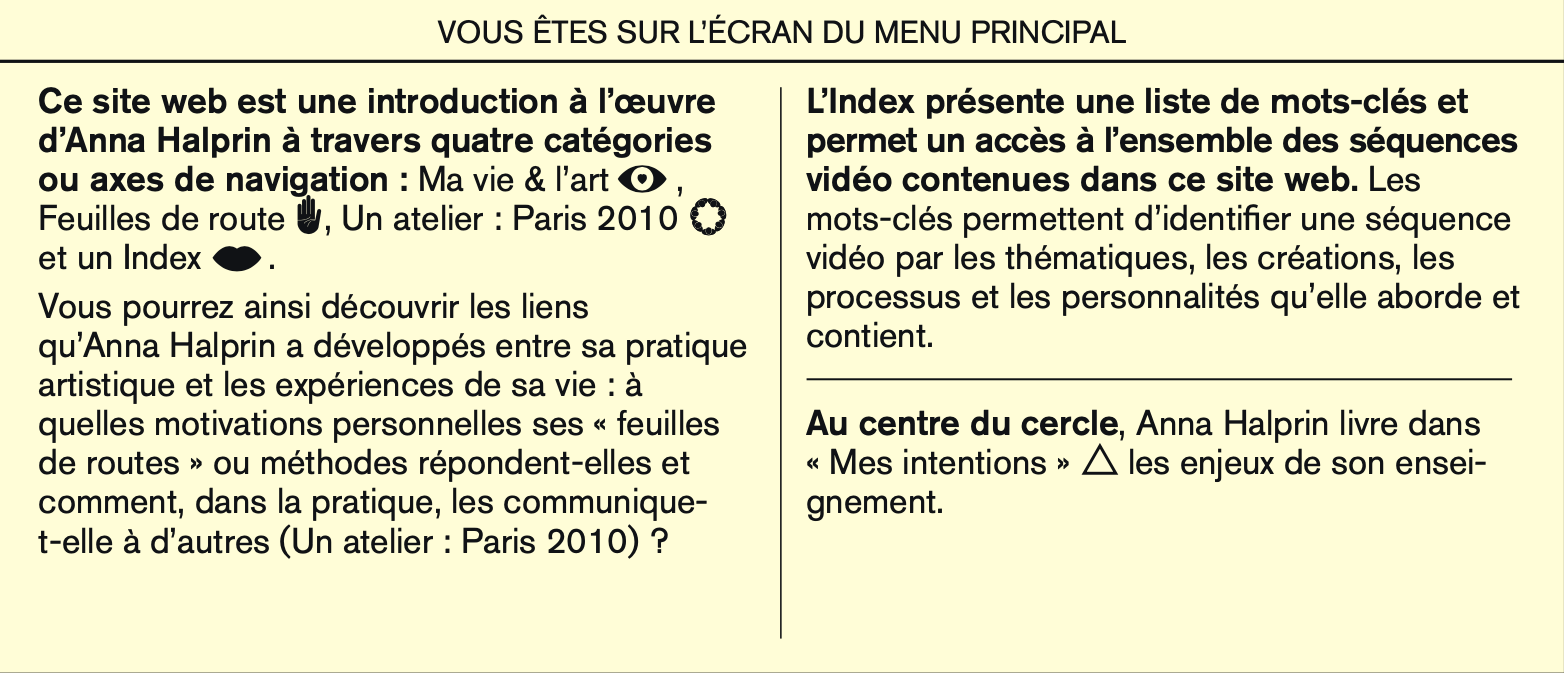 VOUS ÊTES SUR L’ÉCRAN DU MENU PRINCIPAL
Ce site web est une introduction à l’œuvre
d’Anna Halprin à travers quatre catégories
ou axes de navigation : Ma vie & l’art ,
Feuilles de route , Un atelier : Paris 2010
et un Index .
Vous pourrez ainsi découvrir les liens
qu’Anna Halprin a développés entre sa pratique
artistique et les expériences de sa vie : à
quelles motivations personnelles ses « feuilles
de routes » ou méthodes répondent-elles et
comment, dans la pratique, les communique-
t-elle à d’autres (Un atelier : Paris 2010) ?
L’Index présente une liste de mots-clés et
permet un accès à l’ensemble des séquences
vidéo contenues dans ce site web. Les
mots-clés permettent d’identifier une séquence
vidéo par les thématiques, les créations, les
processus et les personnalités qu’elle aborde et
contient.
Au centre du cercle, Anna Halprin livre dans
« Mes intentions » les enjeux de son ensei-
gnement.